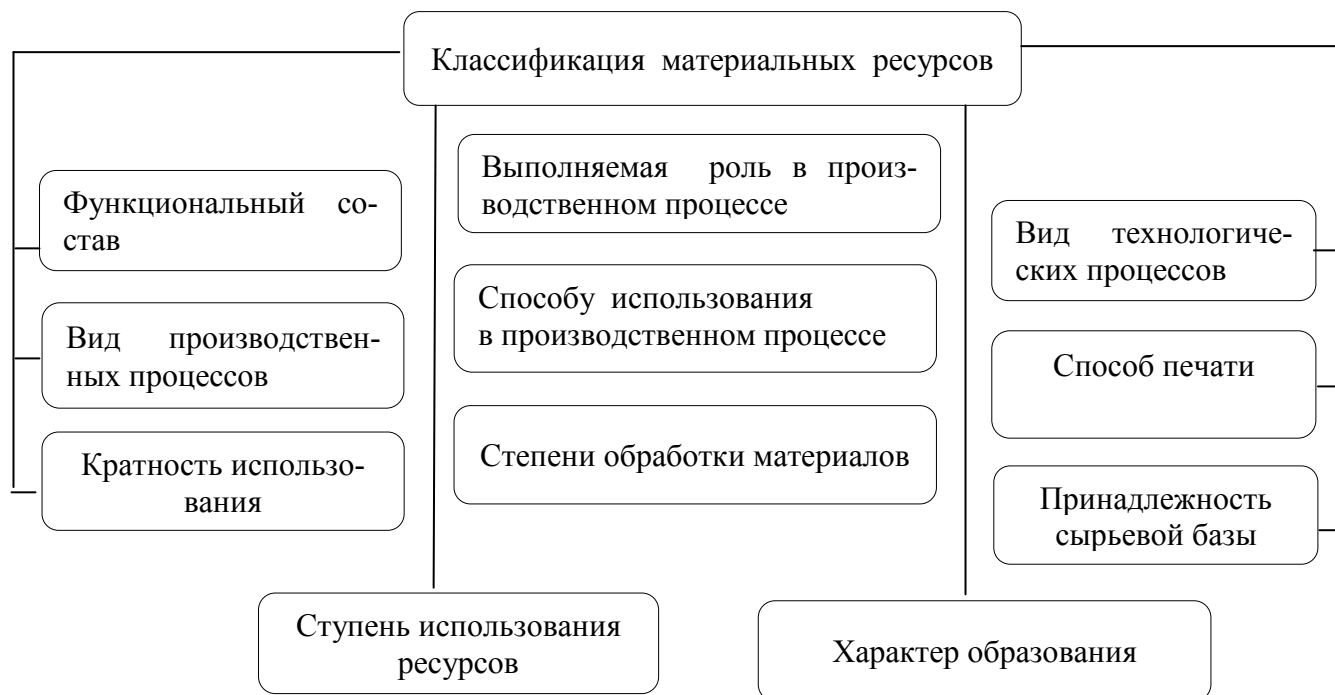 Классификация материальных ресурсов
Функциональный со-
став
Вид производствен-
ных процессов
Кратность использо-
вания
Выполняемая роль в произ-
водственном процессе
Способу использования
в производственном процессе
Степени обработки материалов
Вид технологиче-
ских процессов
Способ печати
Принадлежность
сырьевой базы
Ступень использования
ресурсов
Характер образования